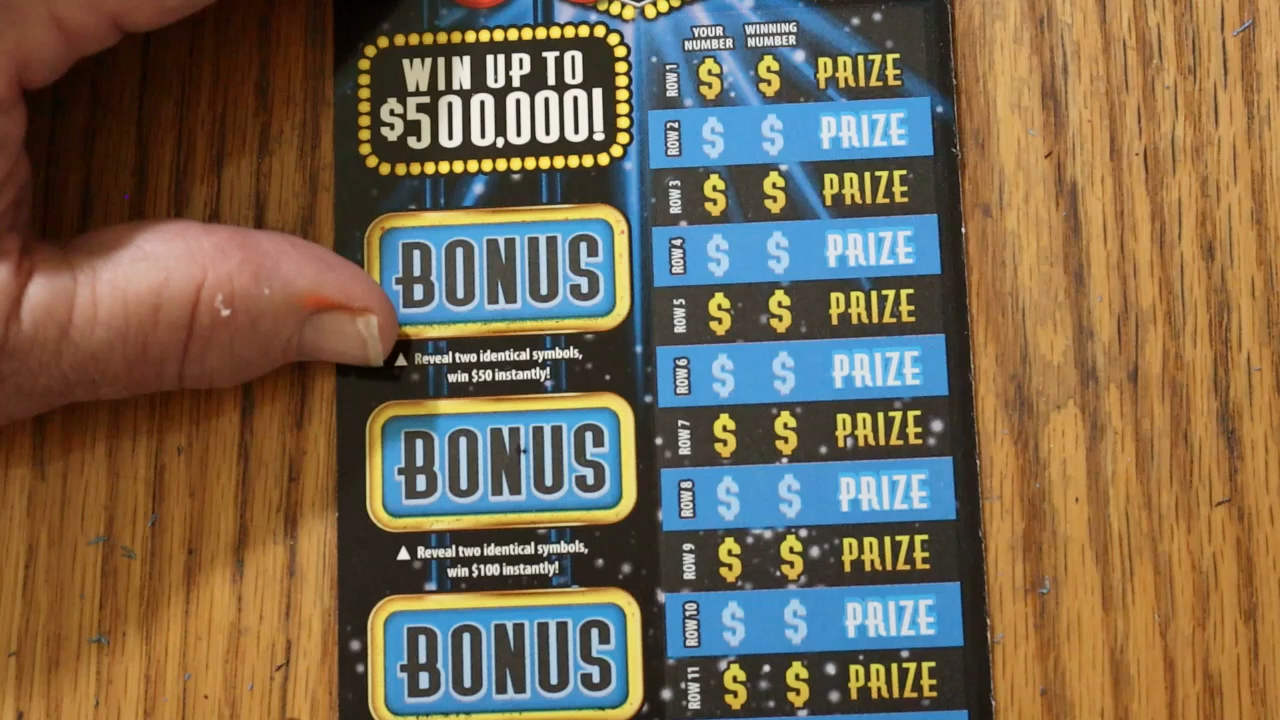 WIN UP TO
$500,000!
BONUS
▲ Reveal two identical symbols,
win $50 instantly!
BONUS
▲ Reveal two identical symbols,
win $100 instantly!
BONUS
YOUR NUMBER WINNING NUMBER
ROW 1 $ $ PRIZE
ROW 2 $ $ PRIZE
ROW 3 $ $ PRIZE
ROW 4 $ $ PRIZE
ROW 5 $ $ PRIZE
ROW 6 $ $ PRIZE
ROW 7 $ $ PRIZE
ROW 8 $ $ PRIZE
ROW 9 $ $ PRIZE
ROW 10 $ $ PRIZE
ROW 11 $ $ PRIZE